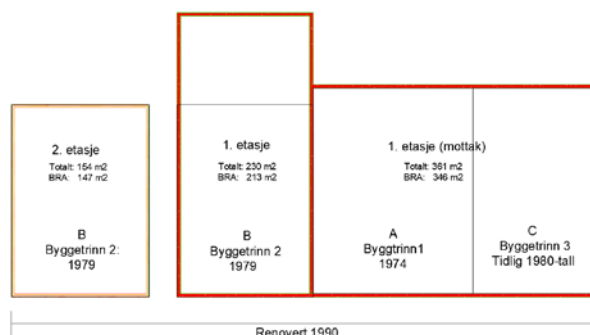 2. etasje
Totalt: 154 m2
BRA: 147 m2
B
Byggetrinn 2:
1979
1. etasje
Totalt: 230 m2
BRA: 213 m2
B
Byggetrinn 2
1979
1. etasje (mottak)
Totalt: 361 m2
BRA: 346 m2
A
Byggtrinn1
1974
C
Byggetrinn 3
Tidlig 1980-tall
Renovert 1990